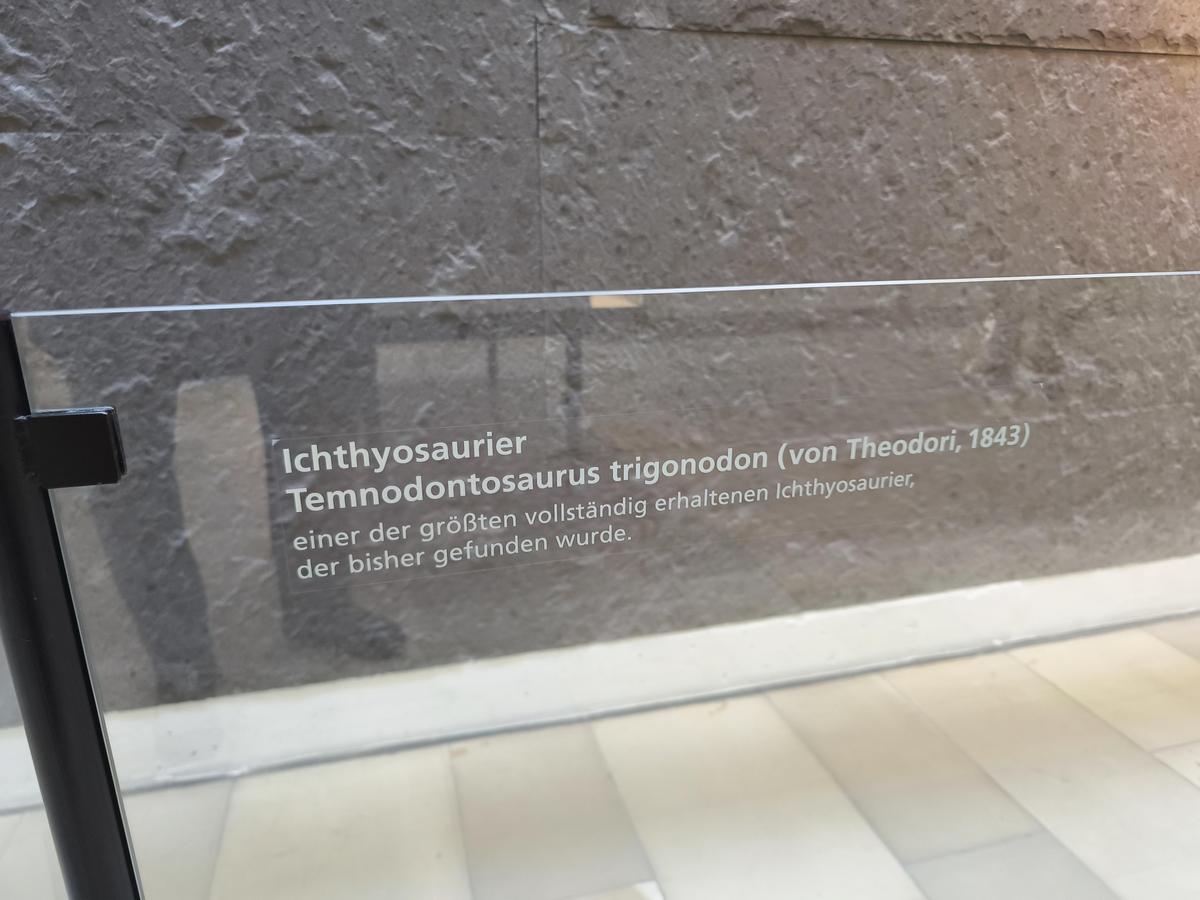 Ichthyosaurier
Temnodontosaurus trigonodon (von Theodori, 1843)
einer der größten vollständig erhaltenen Ichthyosaurier,
der bisher gefunden wurde.